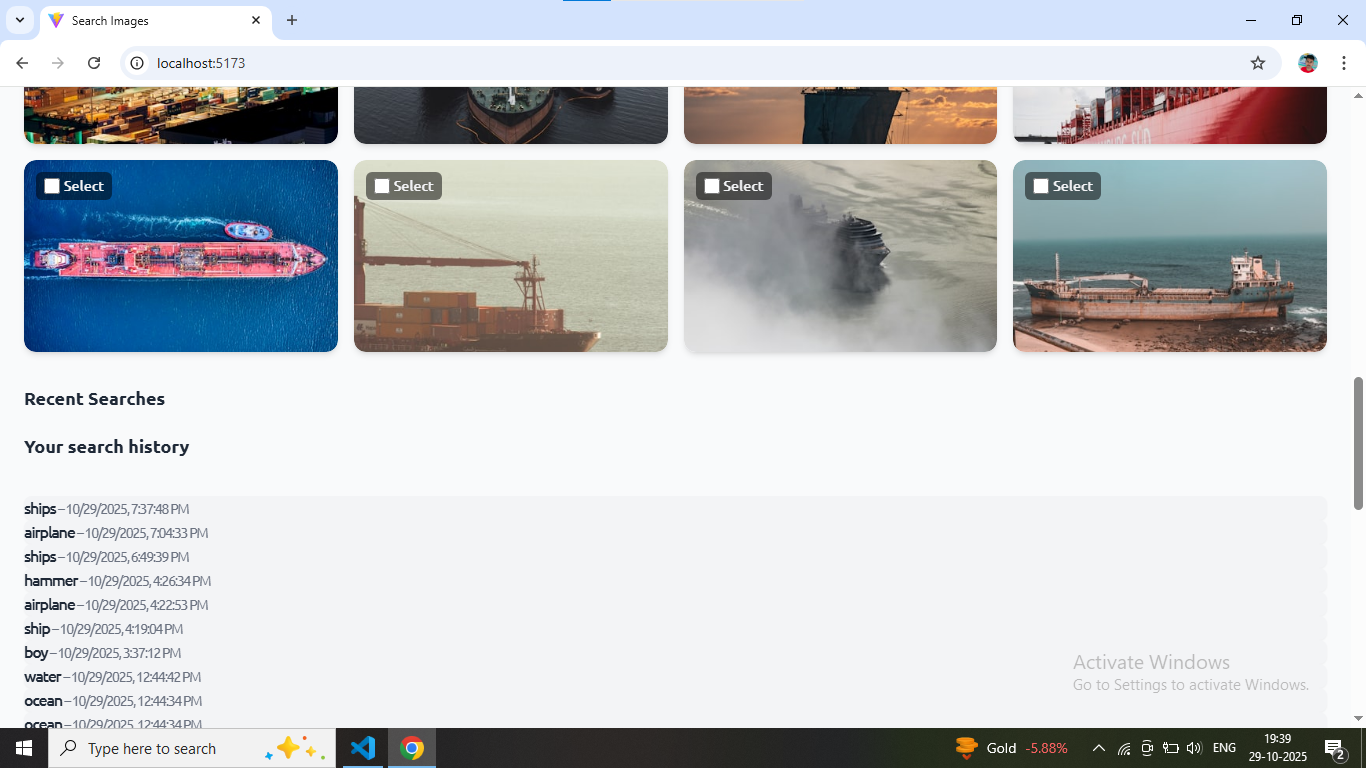 Search Images
localhost:5173
Select
Select
Select
Select
Recent Searches
Your search history
ships – 10/29/2025, 7:37:48 PM
airplane – 10/29/2025, 7:04:33 PM
ships – 10/29/2025, 6:49:39 PM
hammer – 10/29/2025, 4:26:34 PM
airplane – 10/29/2025, 4:22:53 PM
ship – 10/29/2025, 4:19:04 PM
boy – 10/29/2025, 3:37:12 PM
water – 10/29/2025, 12:44:42 PM
ocean – 10/29/2025, 12:44:34 PM
ocean – 10/29/2025, 12:44:34 PM
Activate Windows
Go to Settings to activate Windows.
Type here to search
Gold -5.88%
ENG
19:39
29-10-2025
2